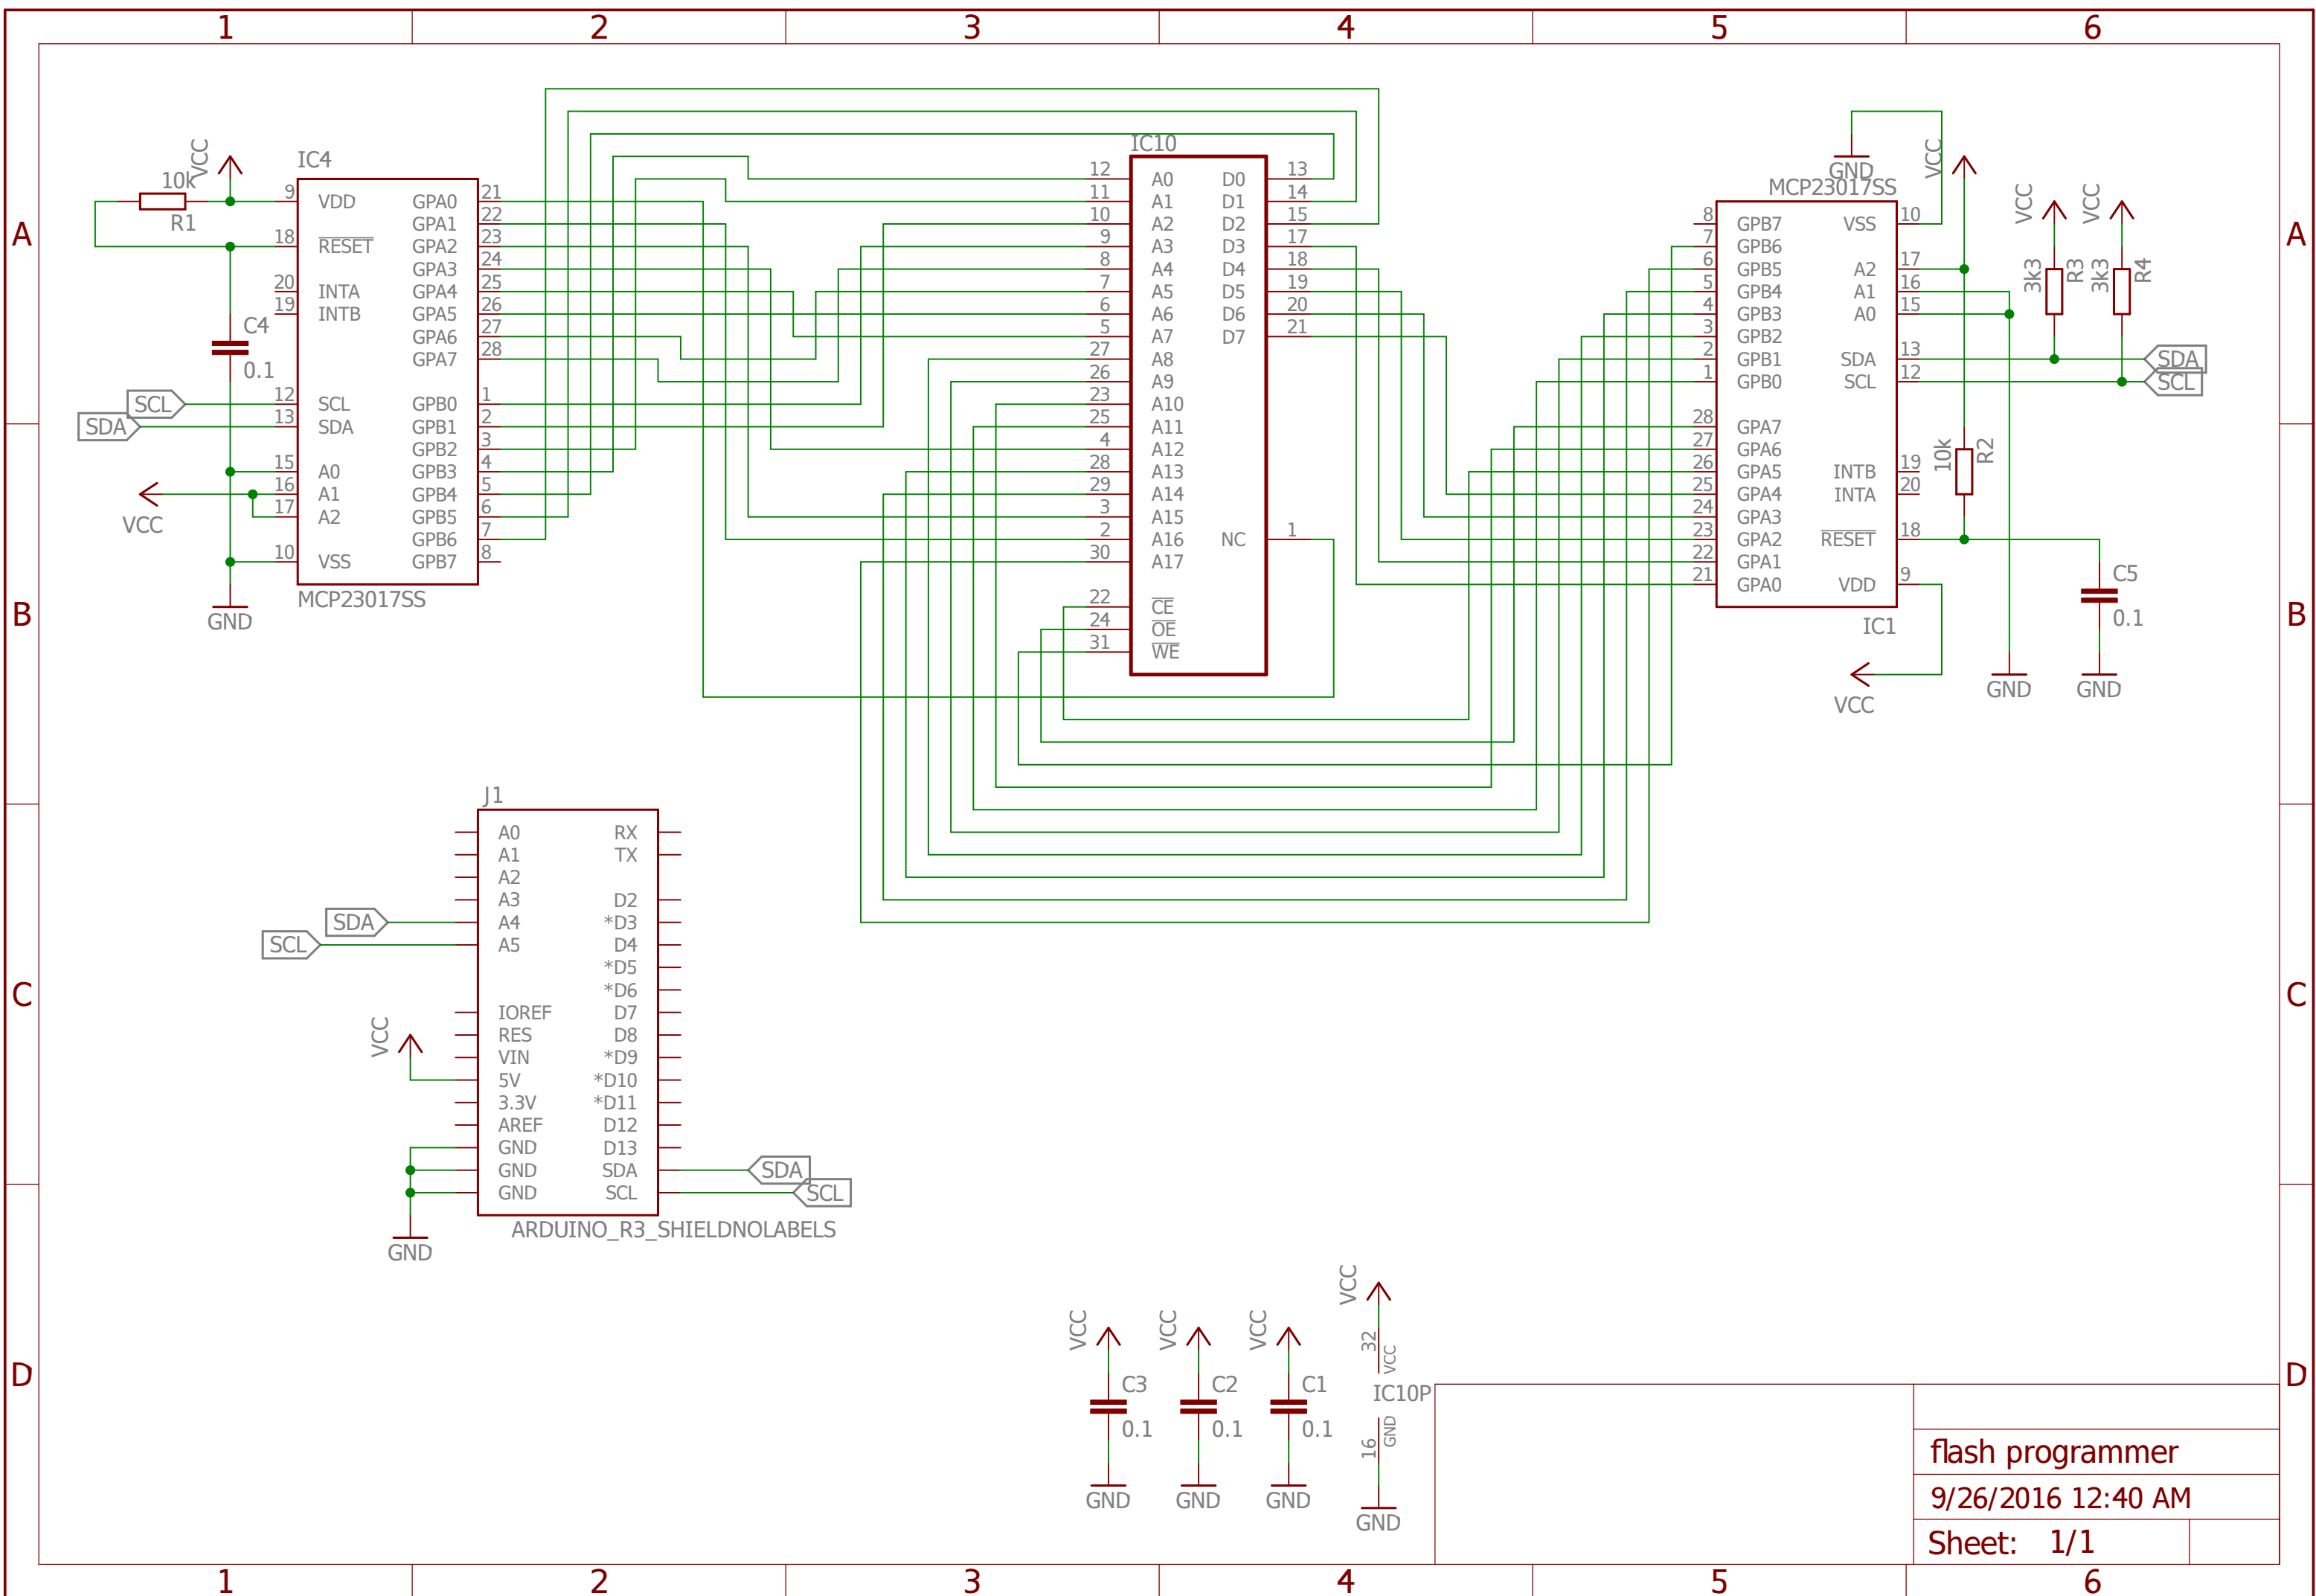 1 2 3 4 5 6
A A
B B
C C
D D
VCC
10k
R1
IC4
9 VDD GPA0 21
GPA1 22
18 RESET GPA2 23
GPA3 24
20 INTA GPA4 25
19 INTB GPA5 26
GPA6 27
GPA7 28
C4
0.1
SCL 12 SCL GPB0 1
SDA 13 SDA GPB1 2
GPB2 3
15 A0 GPB3 4
16 A1 GPB4 5
17 A2 GPB5 6
GPB6 7
10 VSS GPB7 8
VCC
GND
MCP23017SS
IC10
12 A0 D0 13
11 A1 D1 14
10 A2 D2 15
9 A3 D3 17
8 A4 D4 18
7 A5 D5 19
6 A6 D6 20
5 A7 D7 21
27 A8
26 A9
23 A10
25 A11
4 A12
28 A13
29 A14
3 A15
2 A16 NC 1
30 A17
22 CE
24 OE
31 WE
GND
VCC
MCP23017SS
8 GPB7 VSS 10
7 GPB6
6 GPB5 A2 17
5 GPB4 A1 16
4 GPB3 A0 15
3 GPB2
2 GPB1 SDA 13 SDA
1 GPB0 SCL 12 SCL
28 GPA7
27 GPA6
26 GPA5 INTB 19
25 GPA4 INTA 20
24 GPA3
23 GPA2 RESET 18
22 GPA1
21 GPA0 VDD 9
IC1
VCC
VCC VCC
3k3 R3 3k3 R4
10k R2
C5
0.1
GND GND
J1
A0 RX
A1 TX
A2
A3 D2
SDA A4 *D3
SCL A5 D4
*D5
*D6
IOREF D7
RES D8
VCC
VIN *D9
5V *D10
3.3V *D11
AREF D12
GND D13
GND SDA SDA
GND SCL SCL
GND
ARDUINO_R3_SHIELDNOLABELS
VCC VCC VCC VCC
C3 C2 C1
0.1 0.1 0.1
GND GND GND
32 VCC
IC10P
16 GND
GND
flash programmer
9/26/2016 12:40 AM
Sheet: 1/1
1 2 3 4 5 6